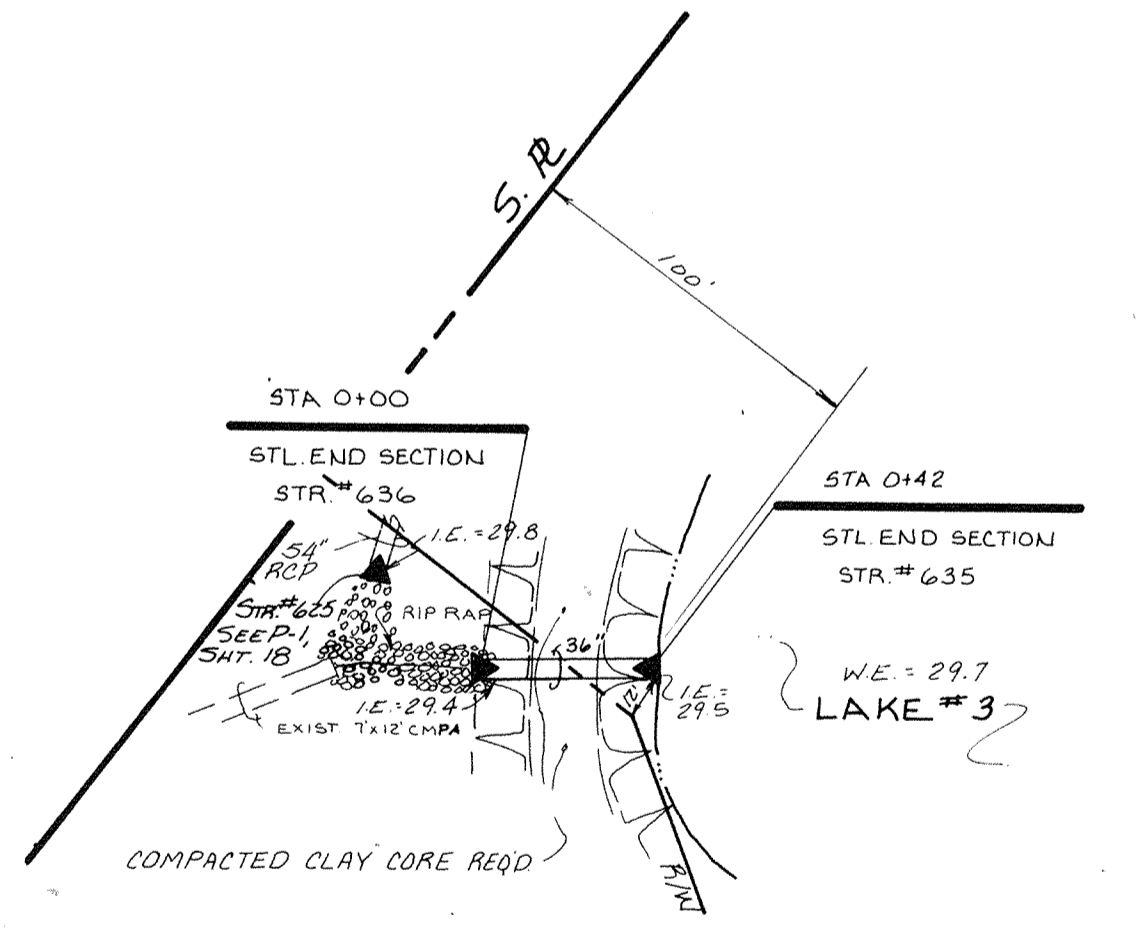 S. PL
100'
STA 0+00
STL. END SECTION
STR. #636
STA 0+42
STL. END SECTION
STR. #635
54"
RCP
I.E. = 29.8
STR. #625
SEE P-1,
SHT. 18
RIP RAP
36"
12'
I.E. =
29.5
W.E. = 29.7
LAKE #3
I.E. = 29.4
EXIST. 7'x12' CMPA
COMPACTED CLAY CORE REQ'D.
R/W